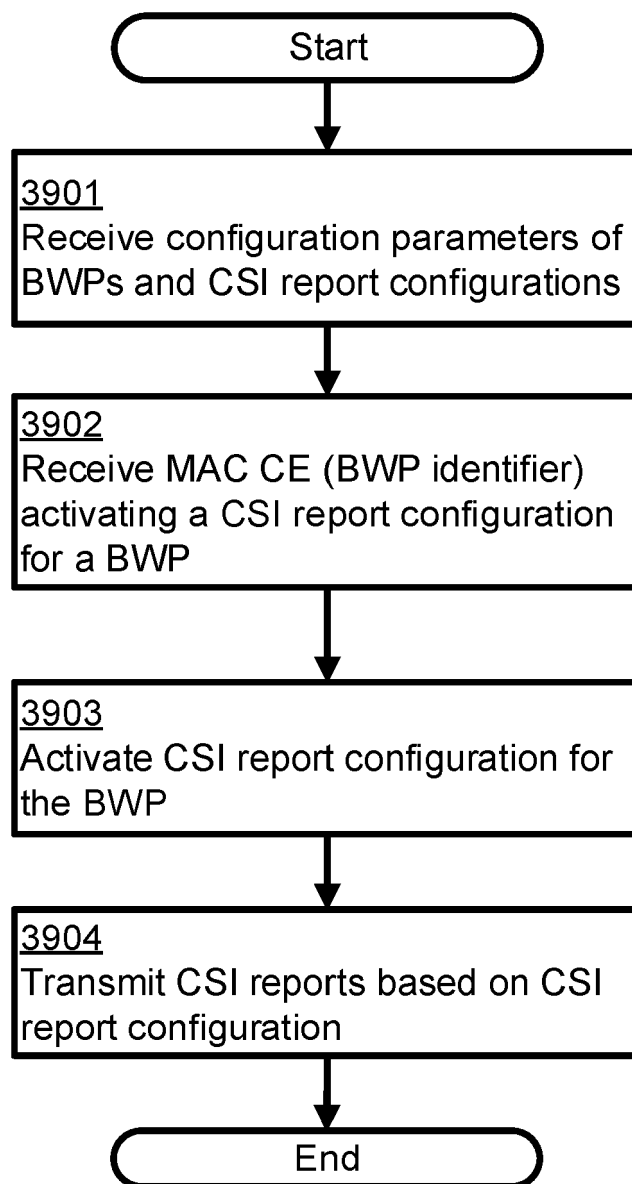 Start
3901
Receive configuration parameters of
BWPs and CSI report configurations
3902
Receive MAC CE (BWP identifier)
activating a CSI report configuration
for a BWP
3903
Activate CSI report configuration for
the BWP
3904
Transmit CSI reports based on CSI
report configuration
End